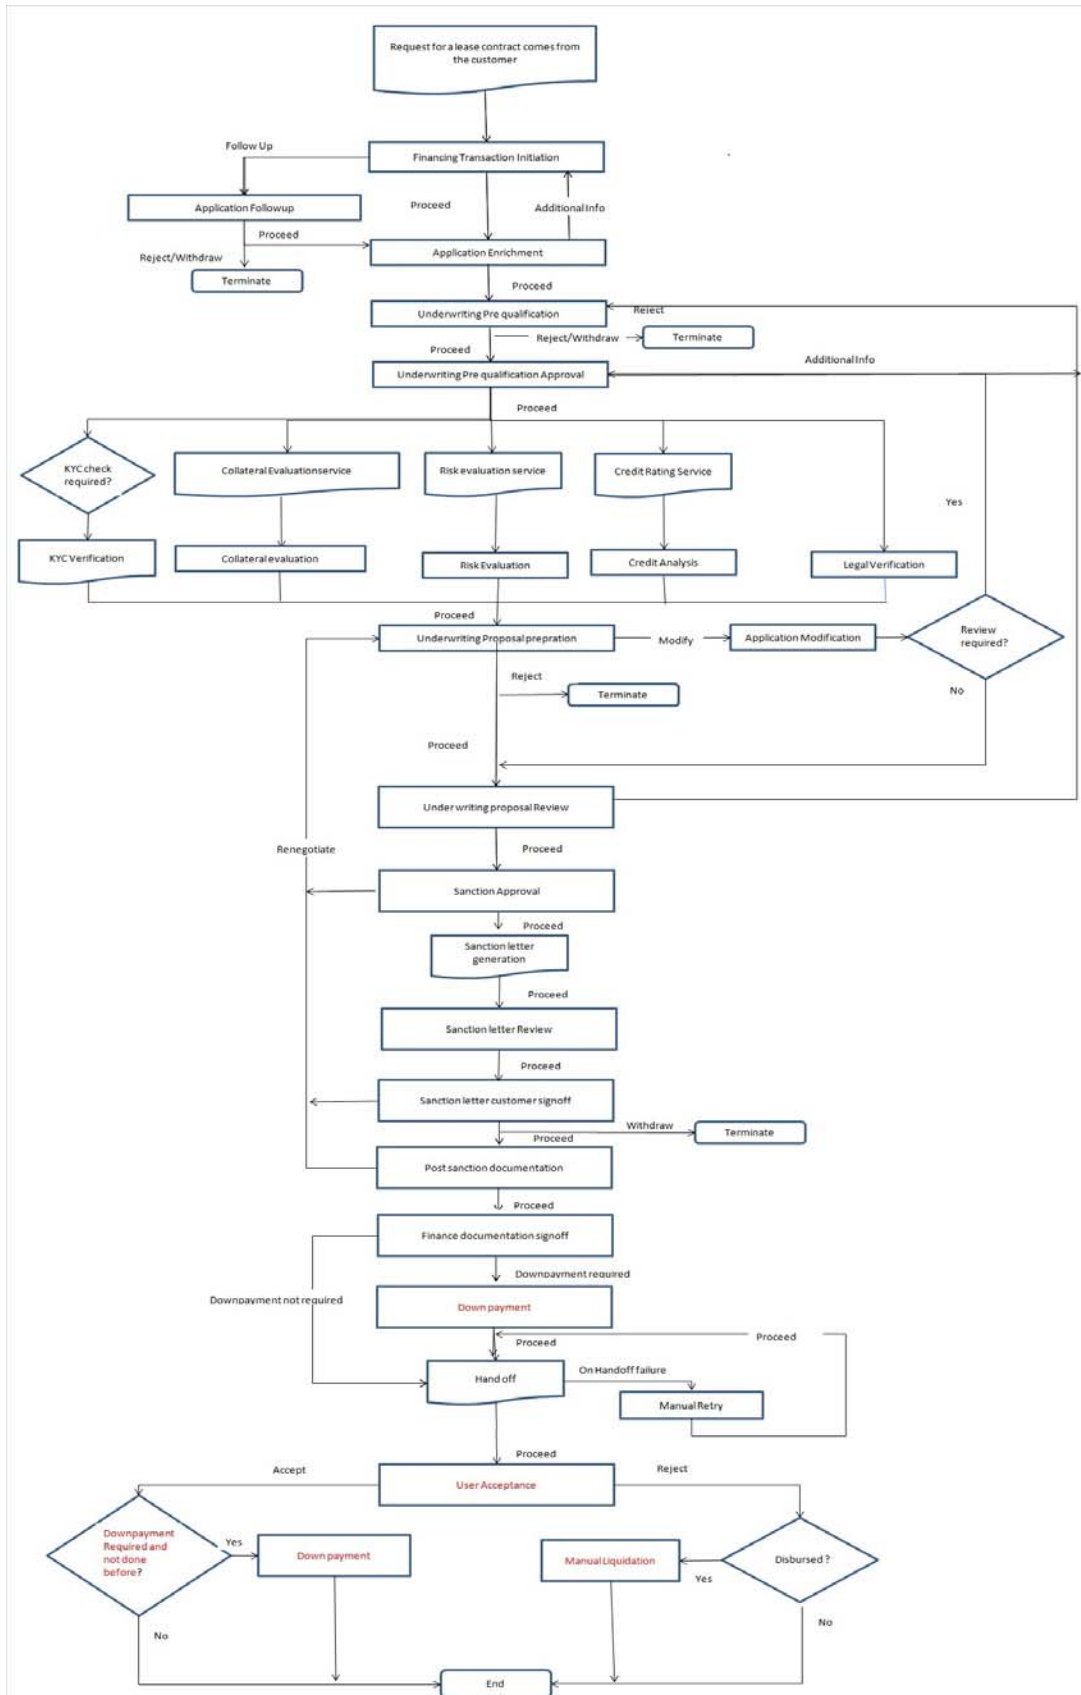 Request for a lease contract comes from
the customer
Follow Up
Financing Transaction Initiation
Application Followup
Proceed
Additional Info
Proceed
Application Enrichment
Reject/Withdraw
Terminate
Proceed
Underwriting Pre qualification
Reject
Reject/Withdraw
Terminate
Proceed
Additional Info
Underwriting Pre qualification Approval
Proceed
KYC check
required?
Collateral Evaluation service
Risk evaluation service
Credit Rating Service
Yes
KYC Verification
Collateral evaluation
Risk Evaluation
Credit Analysis
Legal Verification
Proceed
Underwriting Proposal prepration
Modify
Application Modification
Review
required?
Reject
Terminate
No
Proceed
Under writing proposal Review
Renegotiate
Proceed
Sanction Approval
Proceed
Sanction letter
generation
Proceed
Sanction letter Review
Proceed
Sanction letter customer signoff
Withdraw
Terminate
Proceed
Post sanction documentation
Proceed
Finance documentation signoff
Downpayment required
Downpayment not required
Down payment
Proceed
Proceed
Hand off
On Handoff failure
Manual Retry
Proceed
Accept
User Acceptance
Reject
Downpayment
Required and
not done
before?
Yes
Down payment
Manual Liquidation
Yes
Disbursed ?
No
No
End